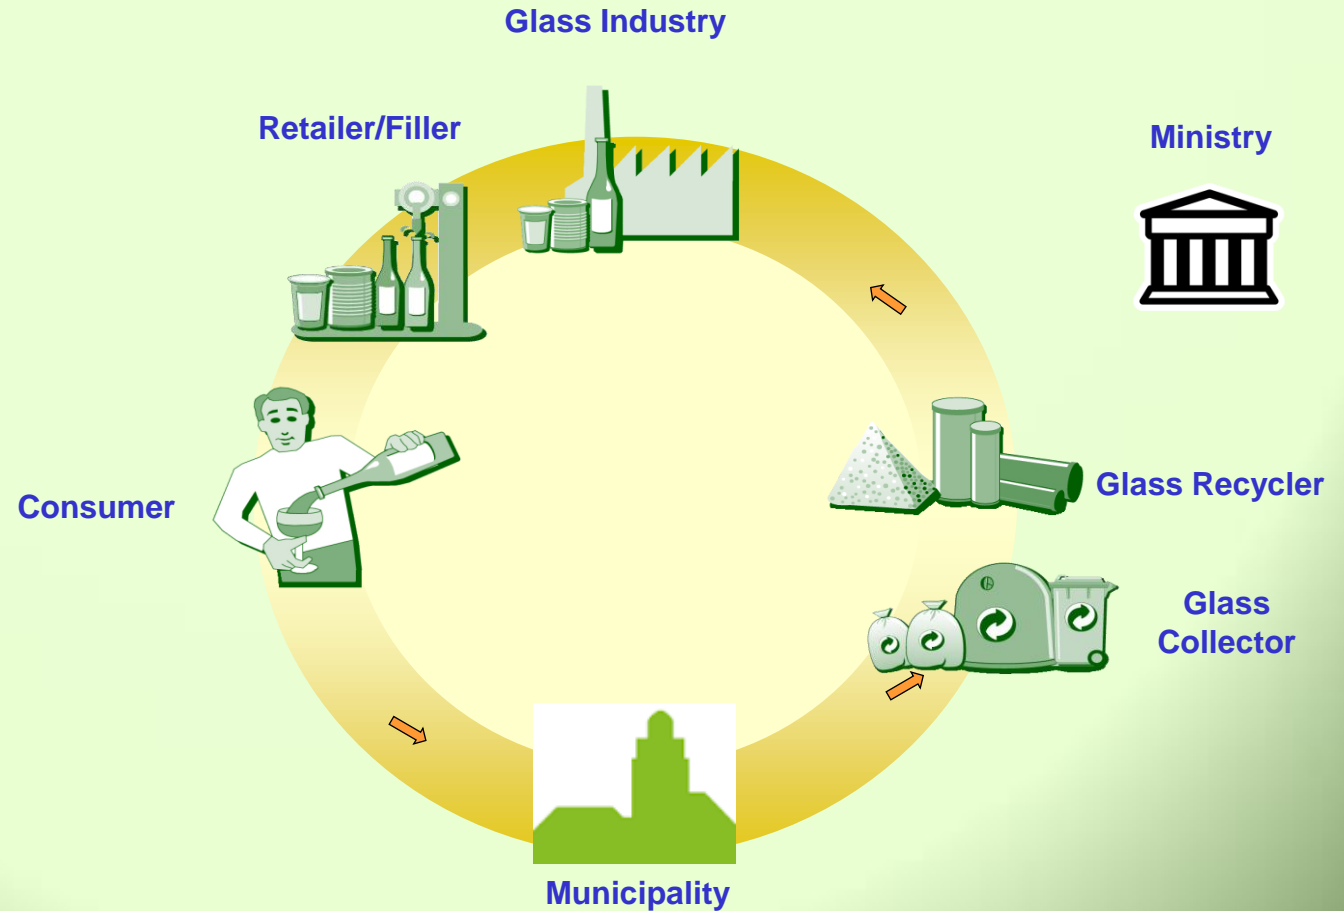 Glass Industry
Retailer/Filler
Ministry
Glass Recycler
Consumer
Glass
Collector
Municipality